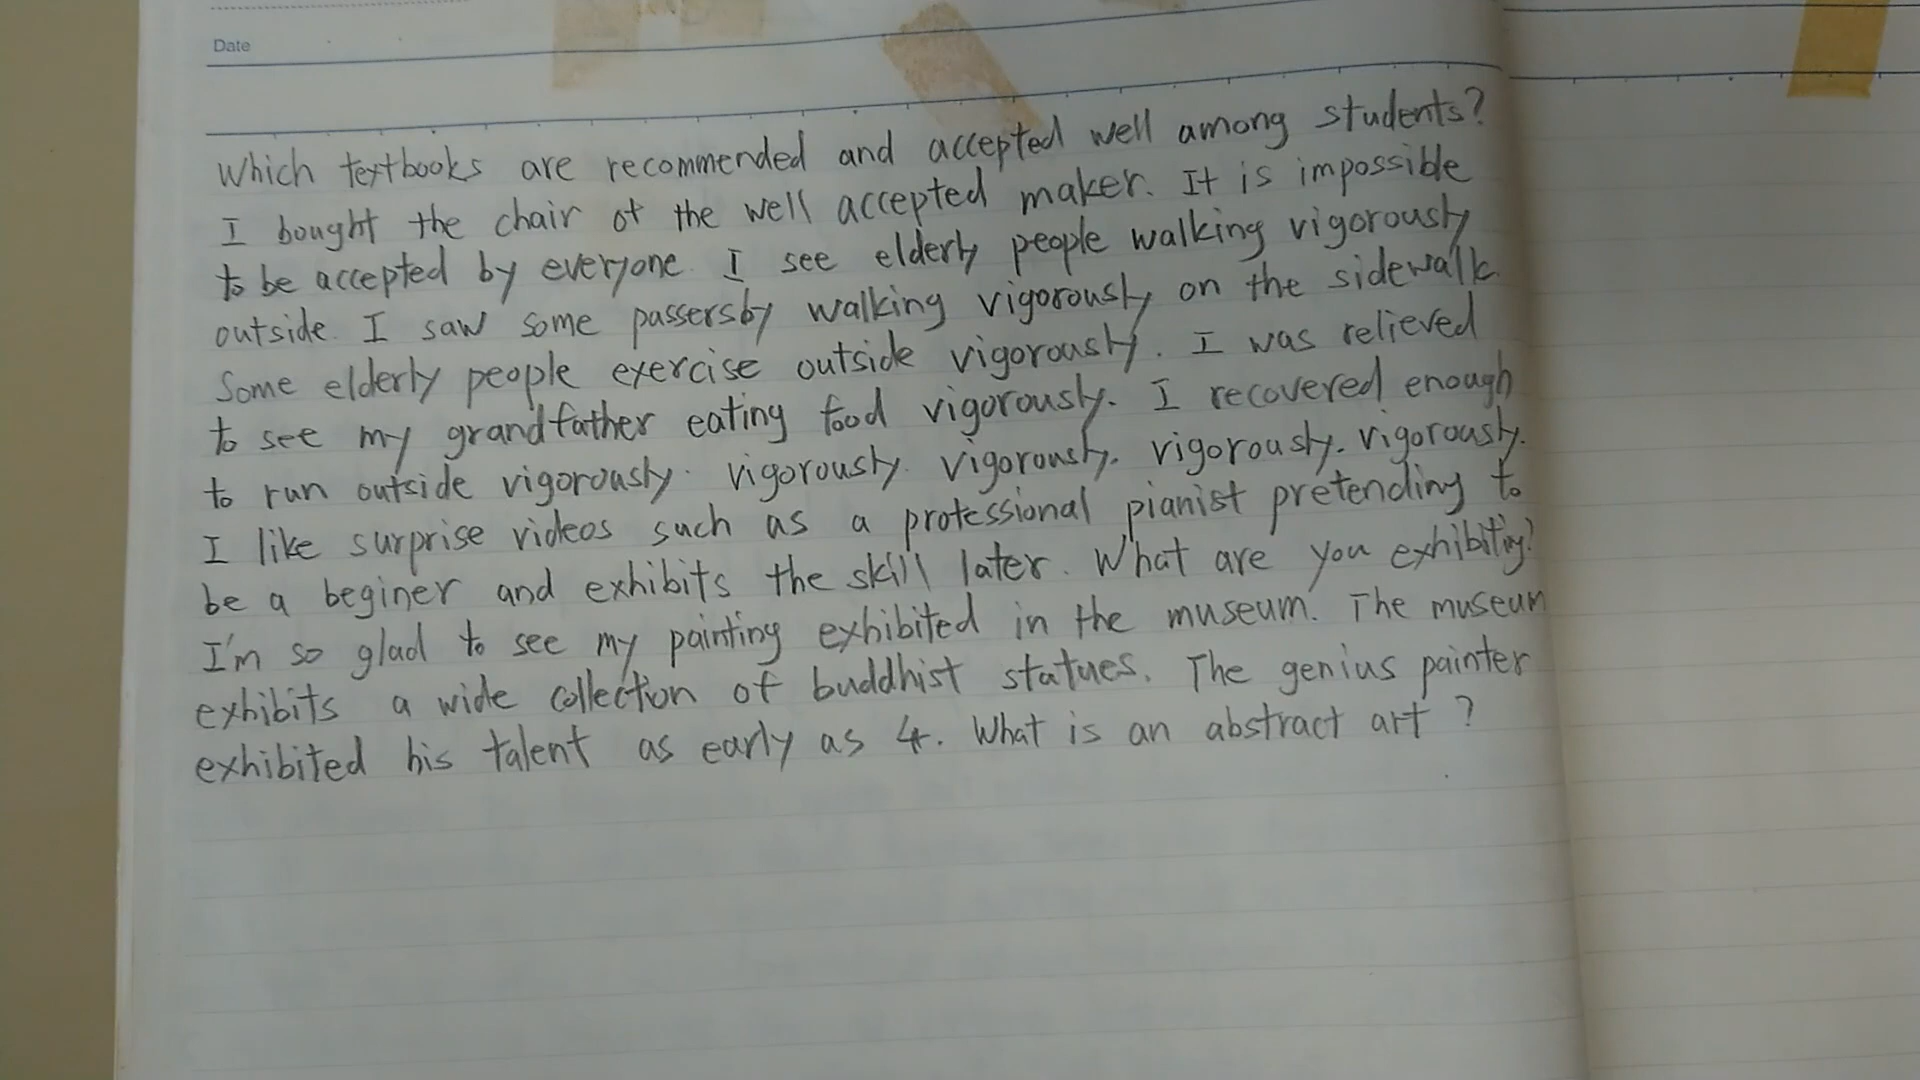 Date
Which textbooks are recommended and accepted well among students?
I bought the chair of the well accepted maker. It is impossible
to be accepted by everyone. I see elderly people walking vigorously
outside. I saw some passersby walking vigorously on the sidewalk.
Some elderly people exercise outside vigorously. I was relieved
to see my grandfather eating food vigorously. I recovered enough
to run outside vigorously. vigorously. vigorously. vigorously. vigorously.
I like surprise videos such as a professional pianist pretending to
be a beginer and exhibits the skill later. What are you exhibiting?
I'm so glad to see my painting exhibited in the museum. The museum
exhibits a wide collection of buddhist statues. The genius painter
exhibited his talent as early as 4. What is an abstract art?